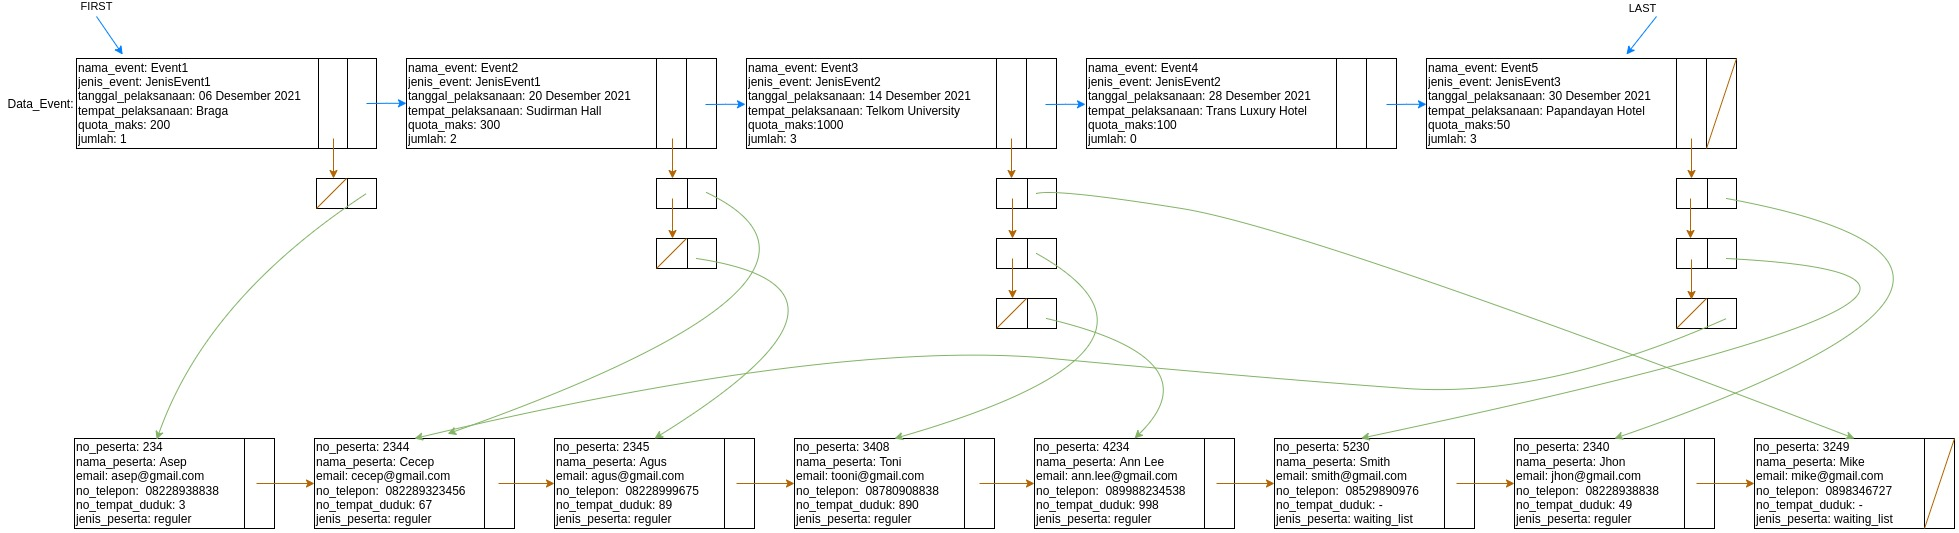 FIRST
LAST
Data_Event:
nama_event: Event1
jenis_event: JenisEvent1
tanggal_pelaksanaan: 06 Desember 2021
tempat_pelaksanaan: Braga
quota_maks: 200
jumlah: 1
nama_event: Event2
jenis_event: JenisEvent1
tanggal_pelaksanaan: 20 Desember 2021
tempat_pelaksanaan: Sudirman Hall
quota_maks: 300
jumlah: 2
nama_event: Event3
jenis_event: JenisEvent2
tanggal_pelaksanaan: 14 Desember 2021
tempat_pelaksanaan: Telkom University
quota_maks:1000
jumlah: 3
nama_event: Event4
jenis_event: JenisEvent2
tanggal_pelaksanaan: 28 Desember 2021
tempat_pelaksanaan: Trans Luxury Hotel
quota_maks:100
jumlah: 0
nama_event: Event5
jenis_event: JenisEvent3
tanggal_pelaksanaan: 30 Desember 2021
tempat_pelaksanaan: Papandayan Hotel
quota_maks:50
jumlah: 3
no_peserta: 234
nama_peserta: Asep
email: asep@gmail.com
no_telepon: 08228938838
no_tempat_duduk: 3
jenis_peserta: reguler
no_peserta: 2344
nama_peserta: Cecep
email: cecep@gmail.com
no_telepon: 082289323456
no_tempat_duduk: 67
jenis_peserta: reguler
no_peserta: 2345
nama_peserta: Agus
email: agus@gmail.com
no_telepon: 08228999675
no_tempat_duduk: 89
jenis_peserta: reguler
no_peserta: 3408
nama_peserta: Toni
email: tooni@gmail.com
no_telepon: 08780908838
no_tempat_duduk: 890
jenis_peserta: reguler
no_peserta: 4234
nama_peserta: Ann Lee
email: ann.lee@gmail.com
no_telepon: 089988234538
no_tempat_duduk: 998
jenis_peserta: reguler
no_peserta: 5230
nama_peserta: Smith
email: smith@gmail.com
no_telepon: 08529890976
no_tempat_duduk: -
jenis_peserta: waiting_list
no_peserta: 2340
nama_peserta: Jhon
email: jhon@gmail.com
no_telepon: 08228938838
no_tempat_duduk: 49
jenis_peserta: reguler
no_peserta: 3249
nama_peserta: Mike
email: mike@gmail.com
no_telepon: 0898346727
no_tempat_duduk: -
jenis_peserta: waiting_list